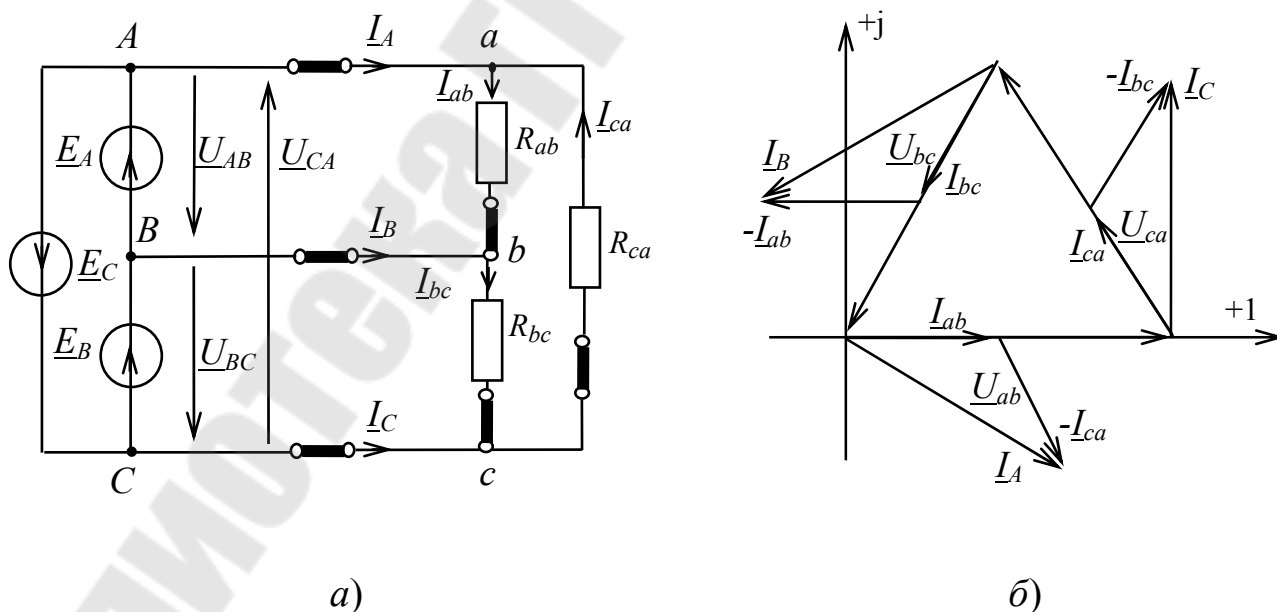 A
I_A
a
I_ab
R_ab
I_ca
E_A
U_AB
U_CA
B
I_B
b
E_C
R_ca
I_bc
R_bc
E_B
U_BC
I_C
C
c
а)
+j
-I_bc
I_C
I_B
U_bc
I_bc
-I_ab
U_ca
I_ca
+1
I_ab
U_ab
-I_ca
I_A
б)